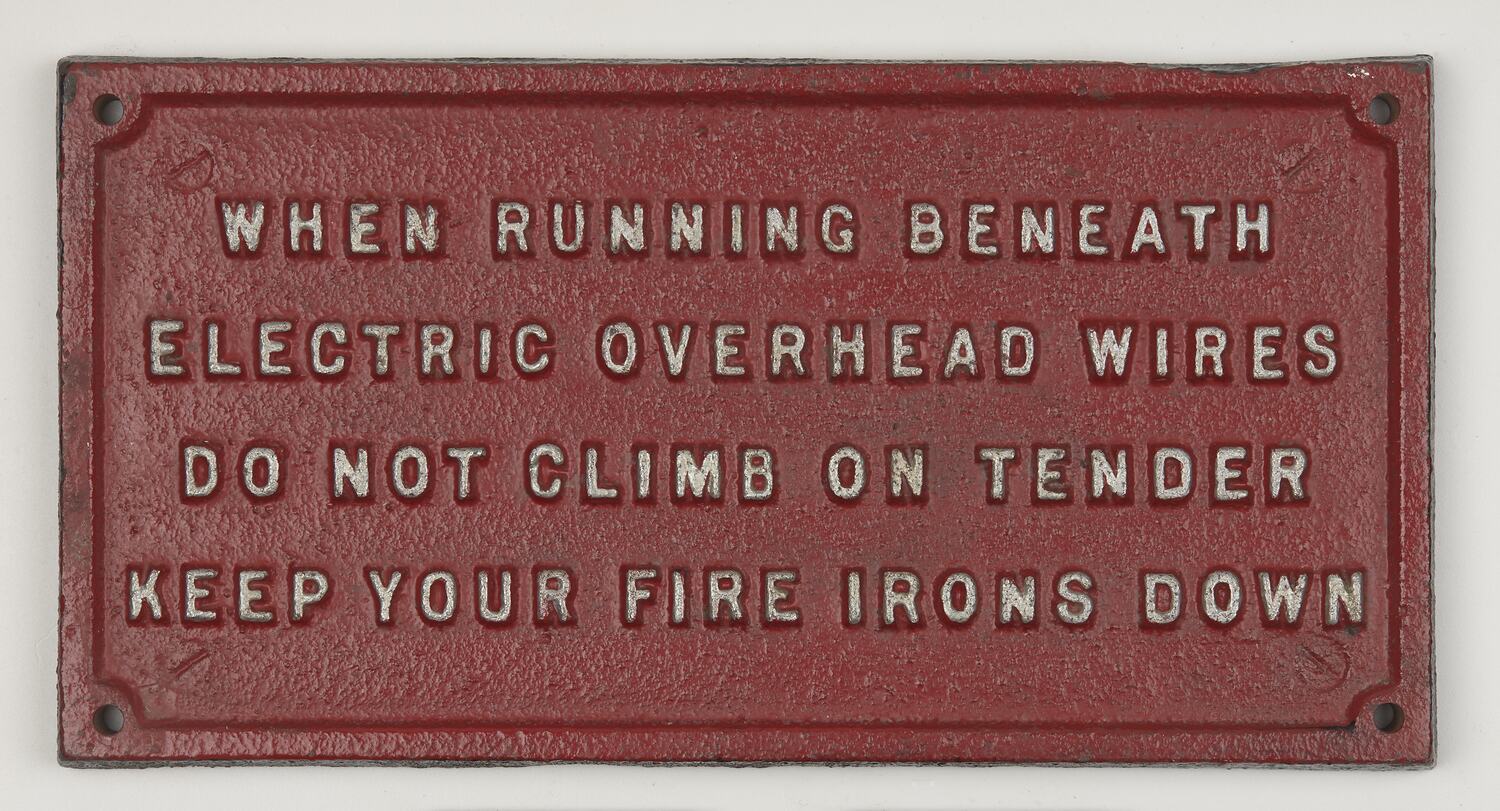 WHEN RUNNING BENEATH
ELECTRIC OVERHEAD WIRES
DO NOT CLIMB ON TENDER
KEEP YOUR FIRE IRONS DOWN